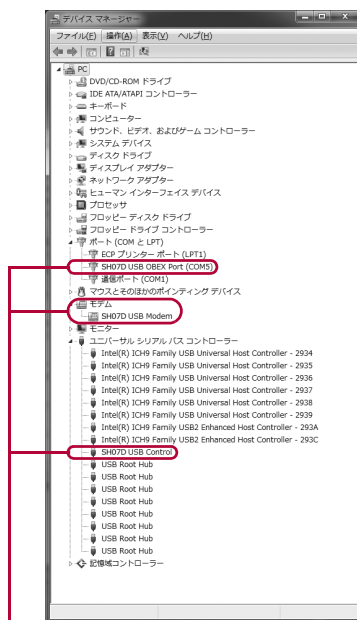 デバイス マネージャー
ファイル(F) 操作(A) 表示(V) ヘルプ(H)
PC
DVD/CD-ROM ドライブ
IDE ATA/ATAPI コントローラー
キーボード
コンピューター
サウンド、ビデオ、およびゲーム コントローラー
システム デバイス
ディスク ドライブ
ディスプレイ アダプター
ネットワーク アダプター
ヒューマン インターフェイス デバイス
プロセッサ
フロッピー ディスク ドライブ
フロッピー ドライブ コントローラー
ポート (COM と LPT)
ECP プリンター ポート (LPT1)
SH07D USB OBEX Port (COM5)
通信ポート (COM1)
マウスとそのほかのポインティング デバイス
モデム
SH07D USB Modem
モニター
ユニバーサル シリアル バス コントローラー
Intel(R) ICH9 Family USB Universal Host Controller - 2934
Intel(R) ICH9 Family USB Universal Host Controller - 2935
Intel(R) ICH9 Family USB Universal Host Controller - 2936
Intel(R) ICH9 Family USB Universal Host Controller - 2937
Intel(R) ICH9 Family USB Universal Host Controller - 2938
Intel(R) ICH9 Family USB Universal Host Controller - 2939
Intel(R) ICH9 Family USB2 Enhanced Host Controller - 293A
Intel(R) ICH9 Family USB2 Enhanced Host Controller - 293C
SH07D USB Control
USB Root Hub
USB Root Hub
USB Root Hub
USB Root Hub
USB Root Hub
USB Root Hub
USB Root Hub
USB Root Hub
記憶域コントローラー